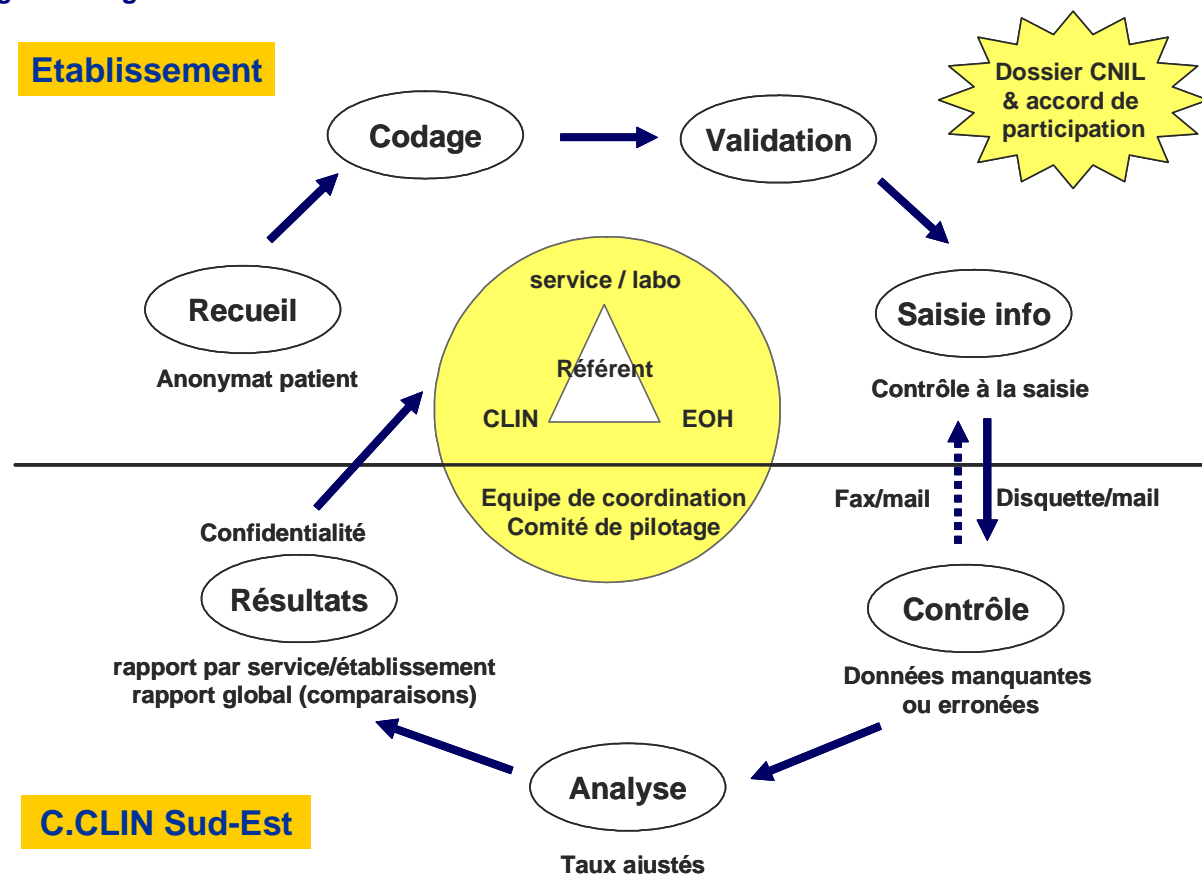 Etablissement
Dossier CNIL
& accord de
participation
Codage
Validation
service / labo
Recueil
Saisie info
Référent
Anonymat patient
Contrôle à la saisie
CLIN
EOH
Equipe de coordination
Comité de pilotage
Fax/mail
Disquette/mail
Confidentialité
Résultats
Contrôle
rapport par service/établissement
rapport global (comparaisons)
Données manquantes
ou erronées
Analyse
C.CLIN Sud-Est
Taux ajustés